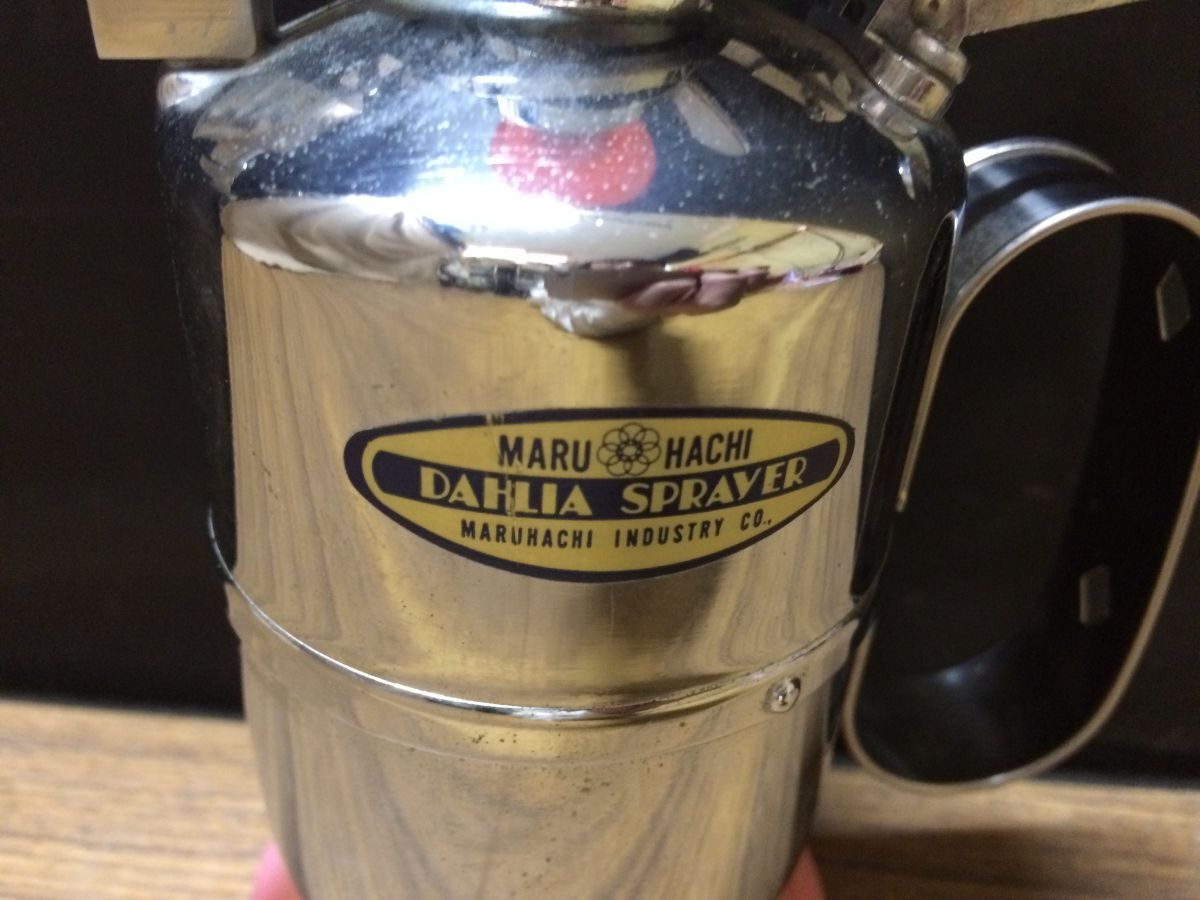 MARU HACHI
DAHLIA SPRAYER
MARUHACHI INDUSTRY CO.,